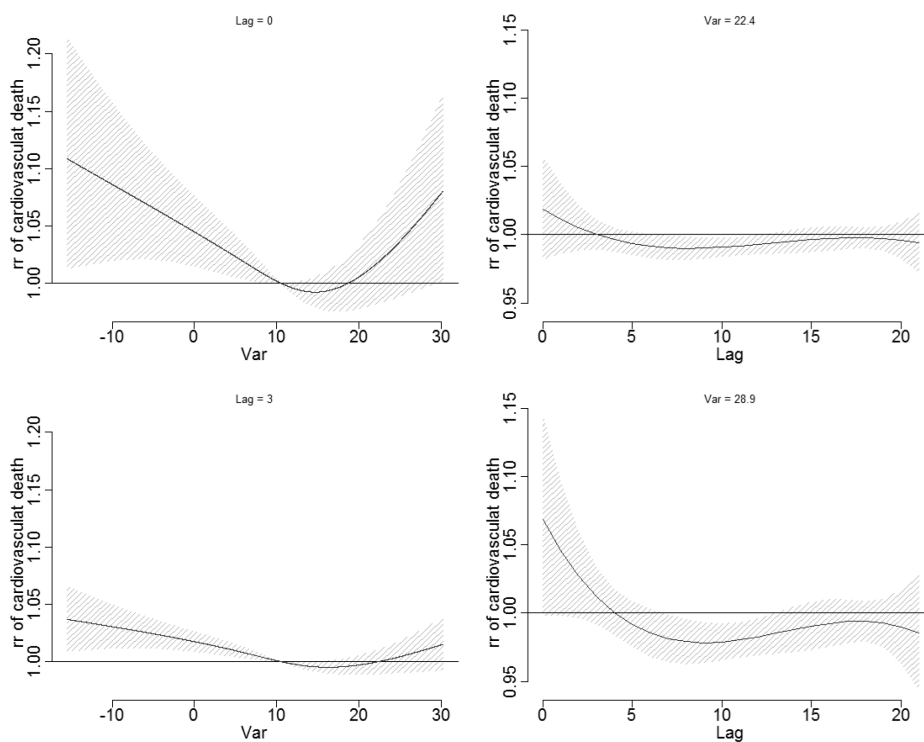 Lag = 0
rr of cardiovasculat death
1.00 1.05 1.10 1.15 1.20
-10 0 10 20 30
Var
Var = 22.4
rr of cardiovasculat death
0.95 1.00 1.05 1.10 1.15
0 5 10 15 20
Lag
Lag = 3
rr of cardiovasculat death
1.00 1.05 1.10 1.15 1.20
-10 0 10 20 30
Var
Var = 28.9
rr of cardiovasculat death
0.95 1.00 1.05 1.10 1.15
0 5 10 15 20
Lag